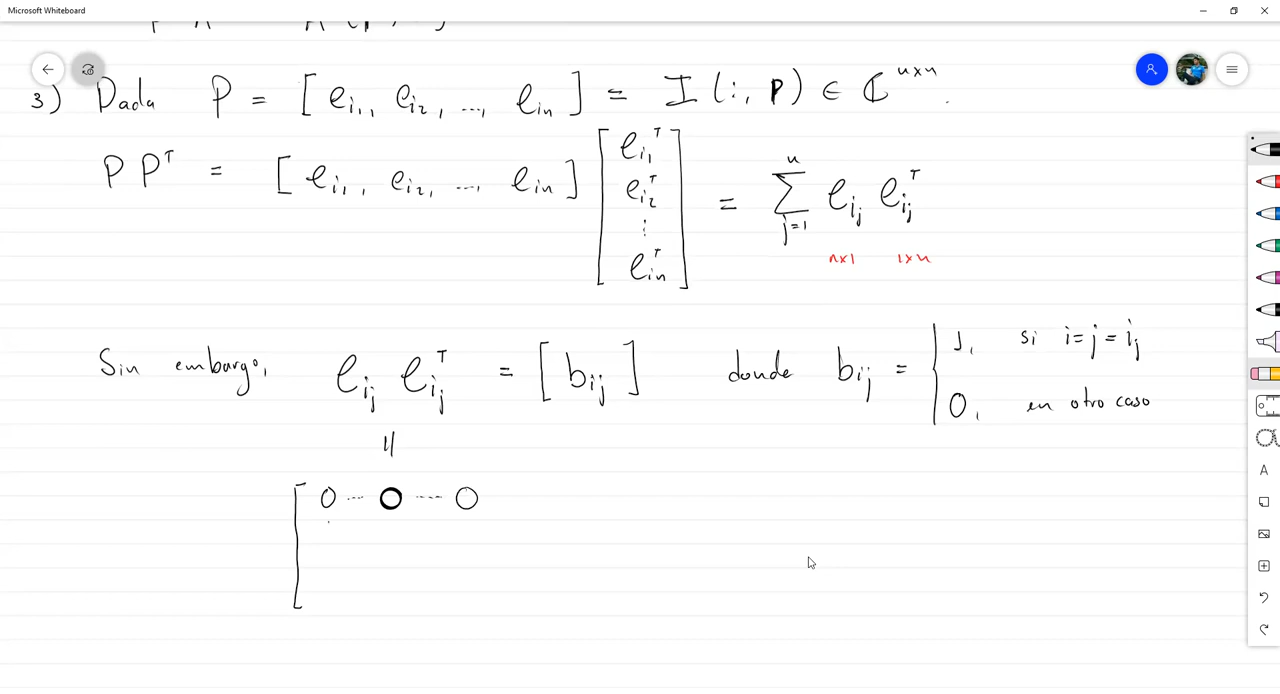 Microsoft Whiteboard
3) Dada P = [ e_{i_1}, e_{i_2}, ..., e_{i_n} ] = I (:, p) ∈ ℂ^{n×n}.
P P^T = [ e_{i_1}, e_{i_2}, ... e_{i_n} ] [ e_{i_1}^T e_{i_2}^T ⋮ e_{i_n}^T ] = ∑_{j=1}^{n} e_{i_j} e_{i_j}^T
n×1 1×n
Sin embargo, e_{i_j} e_{i_j}^T = [ b_{ij} ] donde b_{ij} = { 1, si i=j=i_j
0, en otro caso
=
[ 0 ... 0 ... 0
A